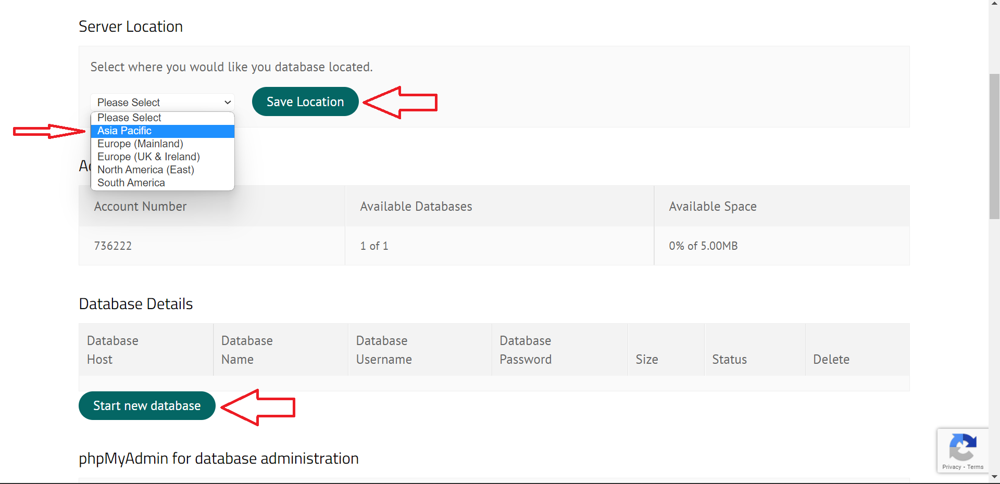 Server Location
Select where you would like you database located.
Please Select
Save Location
Please Select
Asia Pacific
Europe (Mainland)
Europe (UK & Ireland)
North America (East)
South America
Account Number
Available Databases
Available Space
736222
1 of 1
0% of 5.00MB
Database Details
Database Host
Database Name
Database Username
Database Password
Size
Status
Delete
Start new database
phpMyAdmin for database administration
Privacy - Terms